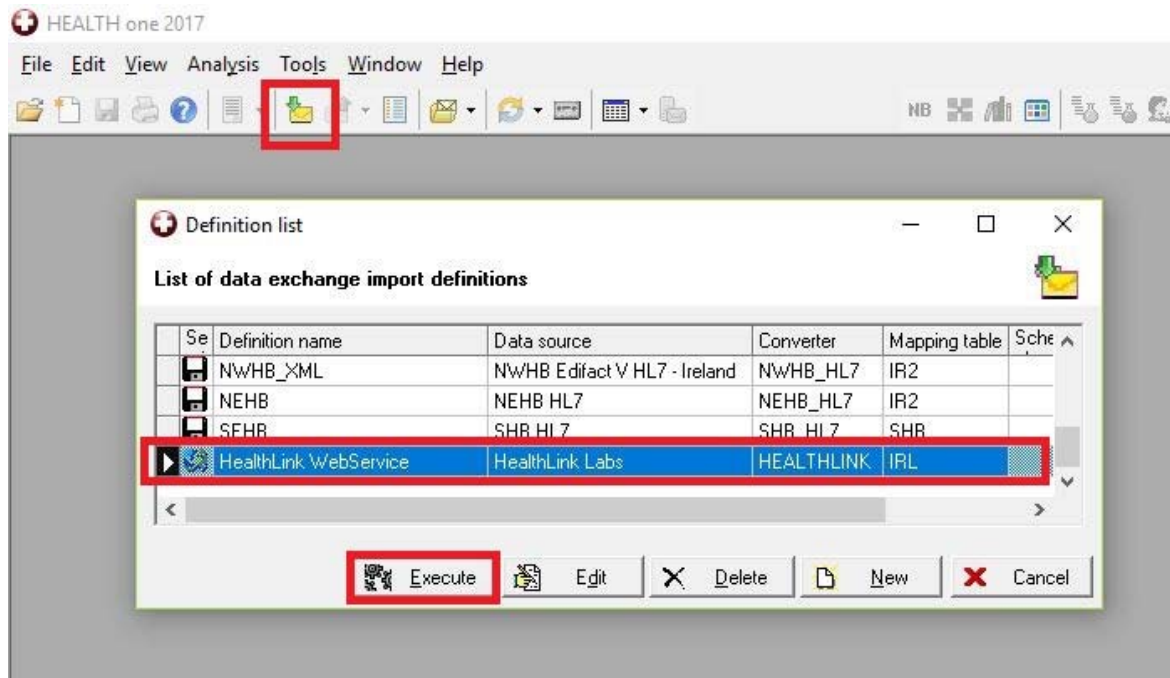 HEALTH one 2017
File Edit View Analysis Tools Window Help
NB
Definition list
List of data exchange import definitions
Se Definition name Data source Converter Mapping table Sche
NWHB_XML NWHB Edifact V HL7 - Ireland NWHB_HL7 IR2
NEHB NEHB HL7 NEHB_HL7 IR2
SEHB SHB HL7 SHB_HL7 SHB
HealthLink WebService HealthLink Labs HEALTHLINK IRL
Execute Edit Delete New Cancel